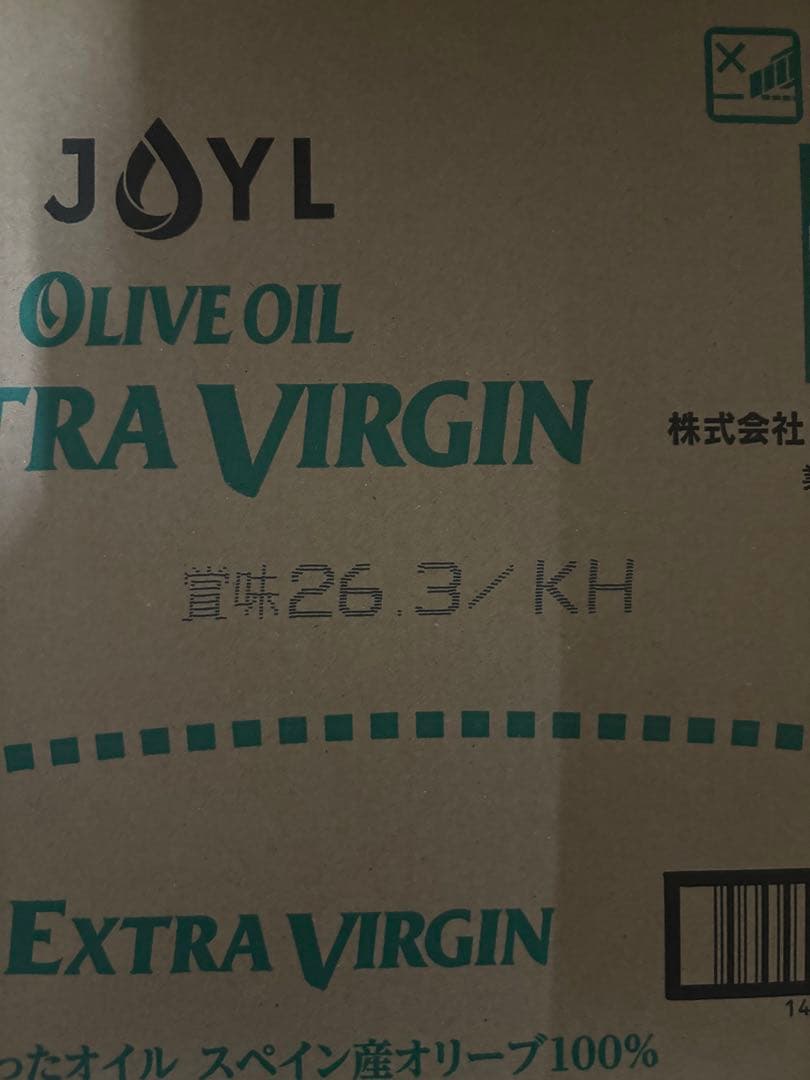 JOYL
OLIVE OIL
TRA VIRGIN
株式会社
賞味26.3/KH
EXTRA VIRGIN
ったオイル スペイン産オリーブ100%
14